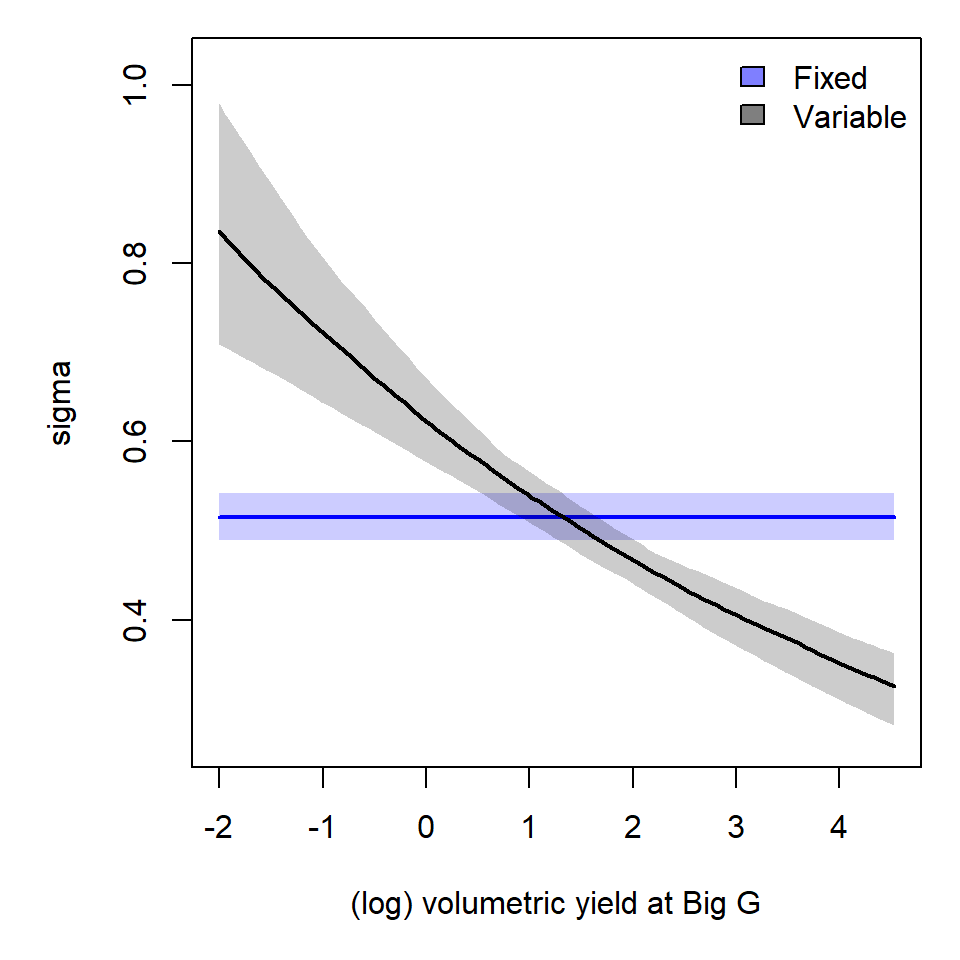 Fixed
Variable
1.0
0.8
0.6
0.4
sigma
-2 -1 0 1 2 3 4
(log) volumetric yield at Big G